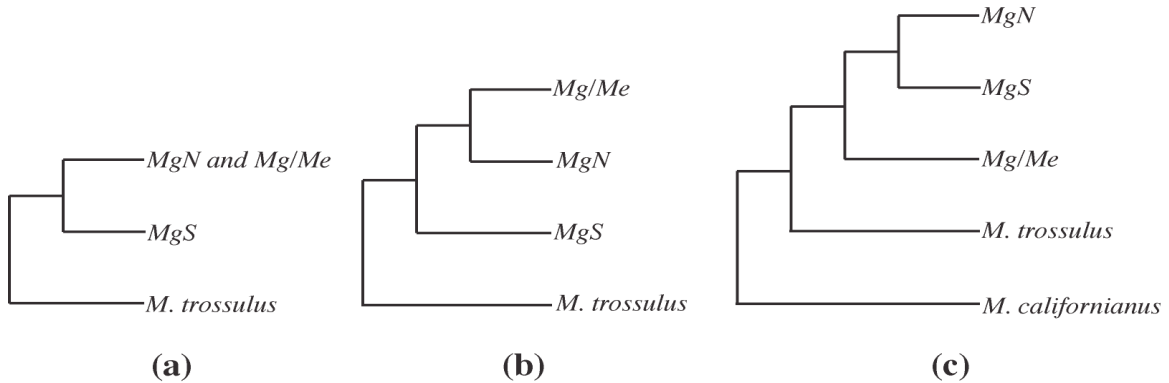 MgN and Mg/Me
MgS
M. trossulus
(a)
Mg/Me
MgN
MgS
M. trossulus
(b)
MgN
MgS
Mg/Me
M. trossulus
M. californianus
(c)